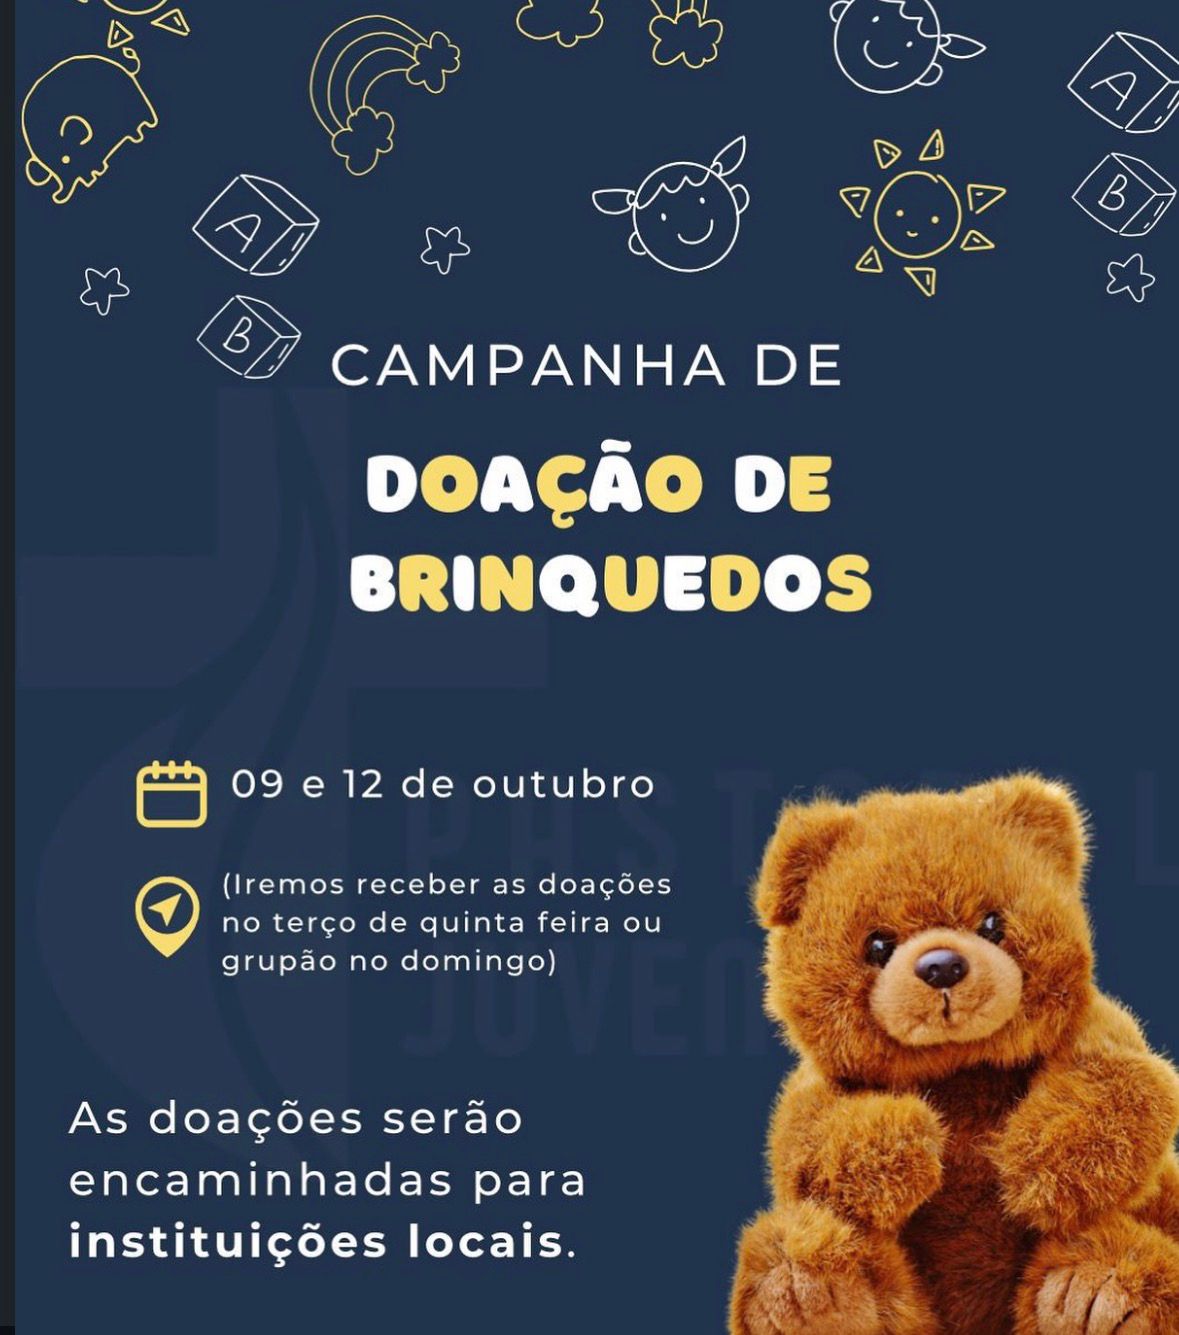 A
B
A
B
CAMPANHA DE
DOAÇÃO DE
BRINQUEDOS
09 e 12 de outubro
(Iremos receber as doações
no terço de quinta feira ou
grupão no domingo)
As doações serão
encaminhadas para
instituições locais.